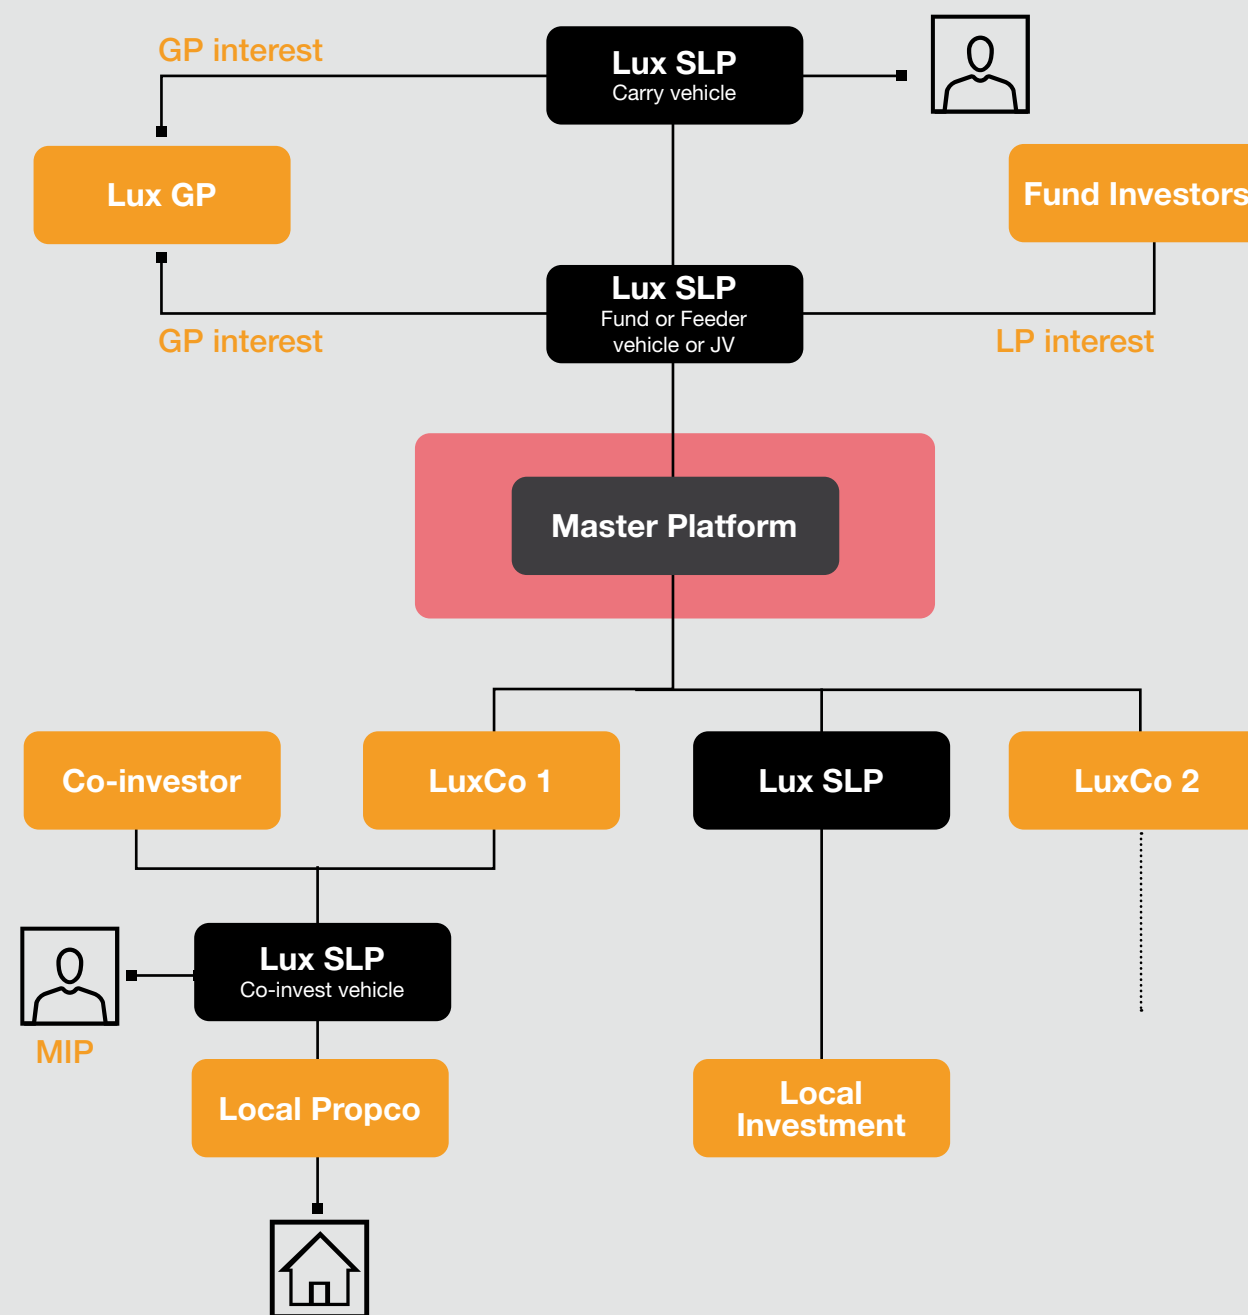 GP interest
Lux SLP
Carry vehicle
Lux GP
Fund Investors
Lux SLP
Fund or Feeder
vehicle or JV
GP interest
LP interest
Master Platform
Co-investor
LuxCo 1
Lux SLP
LuxCo 2
Lux SLP
Co-invest vehicle
MIP
Local Propco
Local
Investment